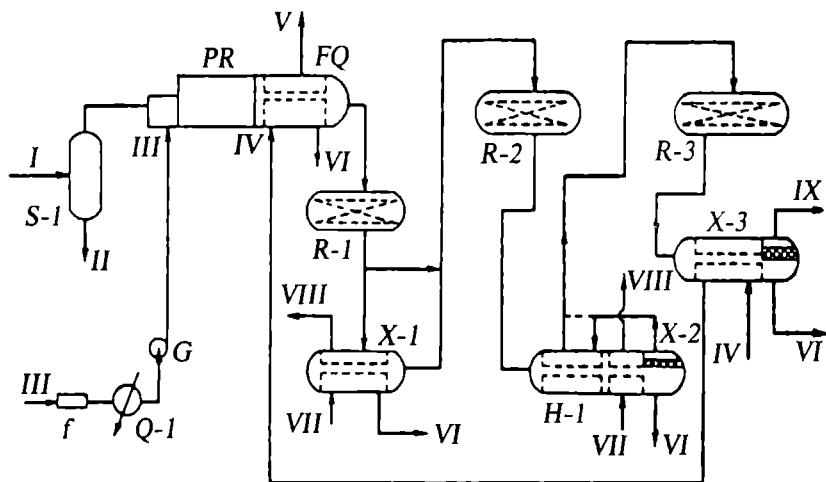 V
PR FQ
III IV VI
I
S-1
II
R-1
R-2
R-3
IX
X-3
VIII
VIII
X-1
X-2
G
III
f
Q-1
VII
VI
H-1
VII
VI
IV
VI